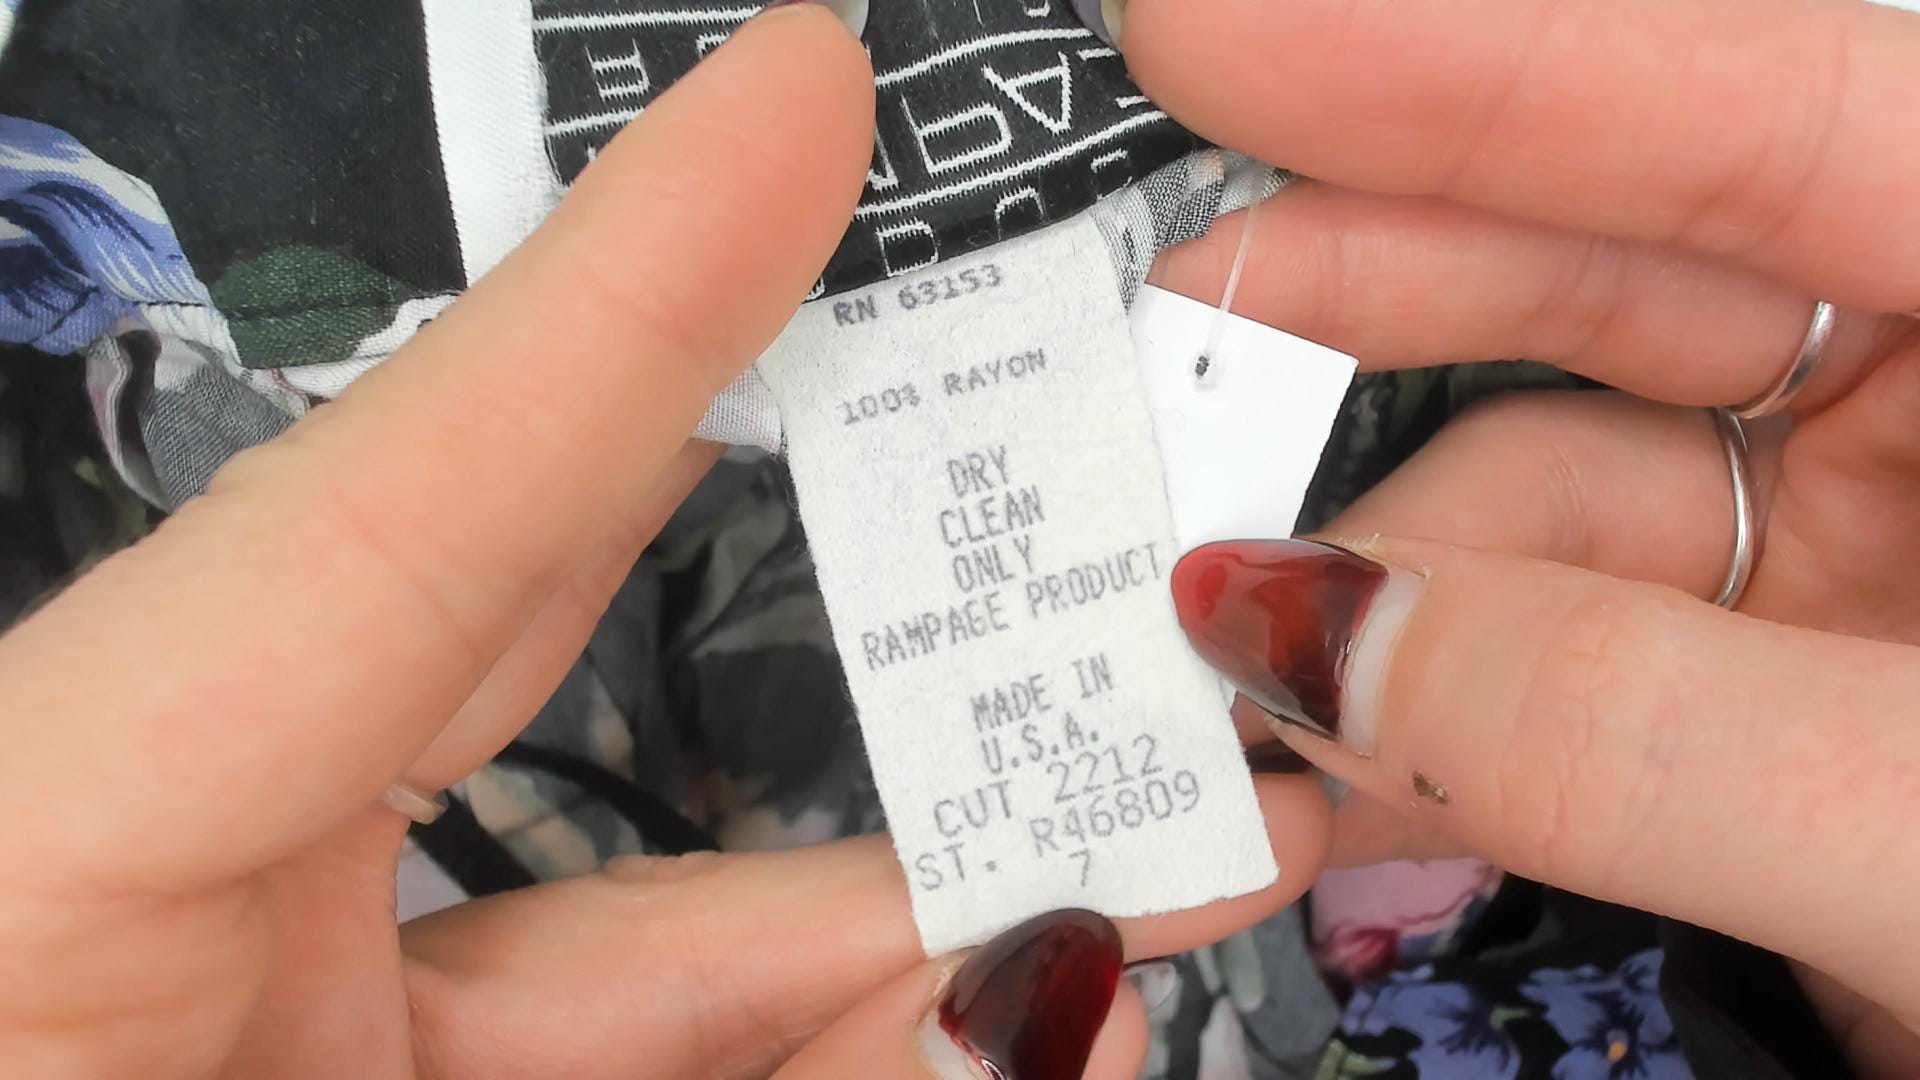 RN 63153
100% RAYON
DRY
CLEAN
ONLY
RAMPAGE PRODUCT
MADE IN
U.S.A.
CUT 2212
ST. R46809
7